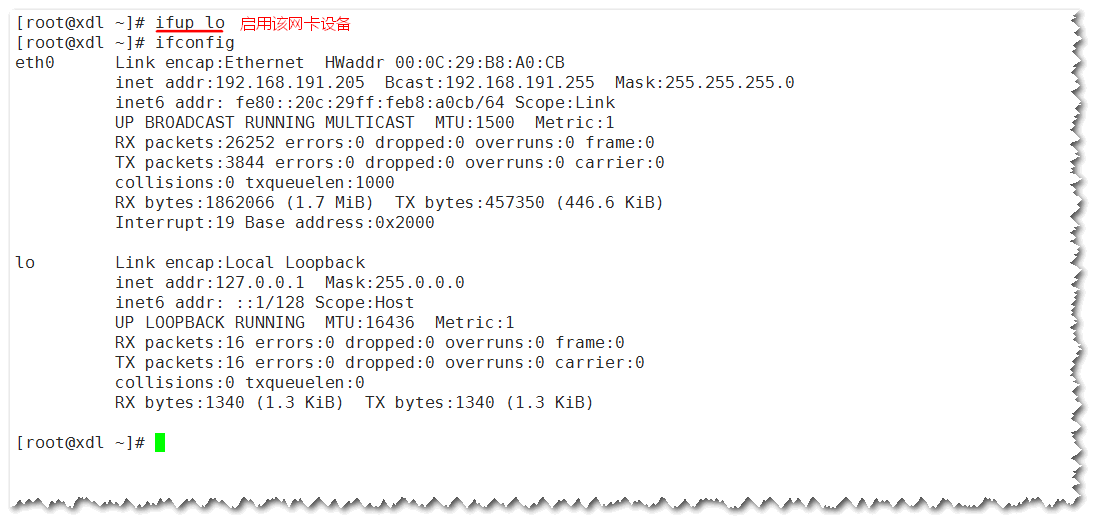 [root@xdl ~]# ifup lo 启用该网卡设备
[root@xdl ~]# ifconfig
eth0      Link encap:Ethernet  HWaddr 00:0C:29:B8:A0:CB
          inet addr:192.168.191.205  Bcast:192.168.191.255  Mask:255.255.255.0
          inet6 addr: fe80::20c:29ff:feb8:a0cb/64 Scope:Link
          UP BROADCAST RUNNING MULTICAST  MTU:1500  Metric:1
          RX packets:26252 errors:0 dropped:0 overruns:0 frame:0
          TX packets:3844 errors:0 dropped:0 overruns:0 carrier:0
          collisions:0 txqueuelen:1000
          RX bytes:1862066 (1.7 MiB)  TX bytes:457350 (446.6 KiB)
          Interrupt:19 Base address:0x2000
lo        Link encap:Local Loopback
          inet addr:127.0.0.1  Mask:255.0.0.0
          inet6 addr: ::1/128 Scope:Host
          UP LOOPBACK RUNNING  MTU:16436  Metric:1
          RX packets:16 errors:0 dropped:0 overruns:0 frame:0
          TX packets:16 errors:0 dropped:0 overruns:0 carrier:0
          collisions:0 txqueuelen:0
          RX bytes:1340 (1.3 KiB)  TX bytes:1340 (1.3 KiB)
[root@xdl ~]#